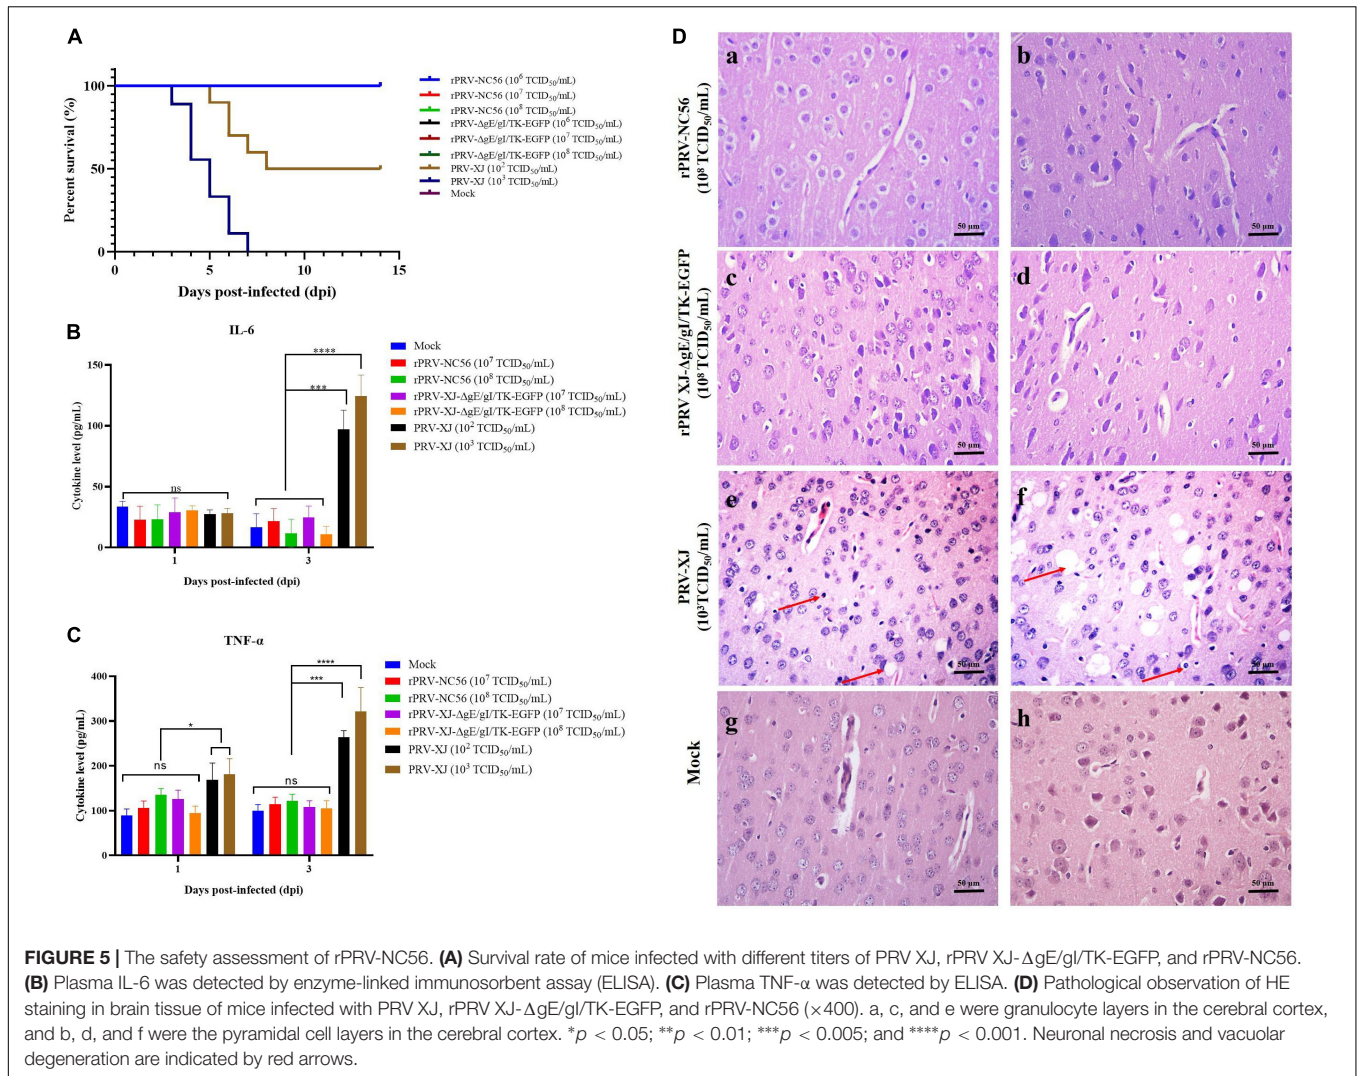 A
Percent survival (%)
100
50
0
0 5 10 15
Days post-infected (dpi)
rPRV-NC56 (10⁶ TCID₅₀/mL)
rPRV-NC56 (10⁷ TCID₅₀/mL)
rPRV-NC56 (10⁸ TCID₅₀/mL)
rPRV-ΔgE/gI/TK-EGFP (10⁶ TCID₅₀/mL)
rPRV-ΔgE/gI/TK-EGFP (10⁷ TCID₅₀/mL)
rPRV-ΔgE/gI/TK-EGFP (10⁸ TCID₅₀/mL)
PRV-XJ (10² TCID₅₀/mL)
PRV-XJ (10³ TCID₅₀/mL)
Mock
B
IL-6
Cytokine level (pg/mL)
150
100
50
0
ns
***
****
1 3
Days post-infected (dpi)
Mock
rPRV-NC56 (10⁷ TCID₅₀/mL)
rPRV-NC56 (10⁸ TCID₅₀/mL)
rPRV-XJ-ΔgE/gI/TK-EGFP (10⁷ TCID₅₀/mL)
rPRV-XJ-ΔgE/gI/TK-EGFP (10⁸ TCID₅₀/mL)
PRV-XJ (10² TCID₅₀/mL)
PRV-XJ (10³ TCID₅₀/mL)
C
TNF-α
Cytokine level (pg/mL)
400
300
200
100
0
ns
*
ns
***
****
1 3
Days post-infected (dpi)
Mock
rPRV-NC56 (10⁷ TCID₅₀/mL)
rPRV-NC56 (10⁸ TCID₅₀/mL)
rPRV-XJ-ΔgE/gI/TK-EGFP (10⁷ TCID₅₀/mL)
rPRV-XJ-ΔgE/gI/TK-EGFP (10⁸ TCID₅₀/mL)
PRV-XJ (10² TCID₅₀/mL)
PRV-XJ (10³ TCID₅₀/mL)
D
rPRV-NC56
(10⁸ TCID₅₀/mL)
a
50 μm
b
50 μm
rPRV XJ-ΔgE/gI/TK-EGFP
(10⁸ TCID₅₀/mL)
c
50 μm
d
50 μm
PRV-XJ
(10³TCID₅₀/mL)
e
50 μm
f
50 μm
Mock
g
50 μm
h
50 μm
FIGURE 5 | The safety assessment of rPRV-NC56. (A) Survival rate of mice infected with different titers of PRV XJ, rPRV XJ-ΔgE/gI/TK-EGFP, and rPRV-NC56.
(B) Plasma IL-6 was detected by enzyme-linked immunosorbent assay (ELISA). (C) Plasma TNF-α was detected by ELISA. (D) Pathological observation of HE
staining in brain tissue of mice infected with PRV XJ, rPRV XJ-ΔgE/gI/TK-EGFP, and rPRV-NC56 (×400). a, c, and e were granulocyte layers in the cerebral cortex,
and b, d, and f were the pyramidal cell layers in the cerebral cortex. *p < 0.05; **p < 0.01; ***p < 0.005; and ****p < 0.001. Neuronal necrosis and vacuolar
degeneration are indicated by red arrows.